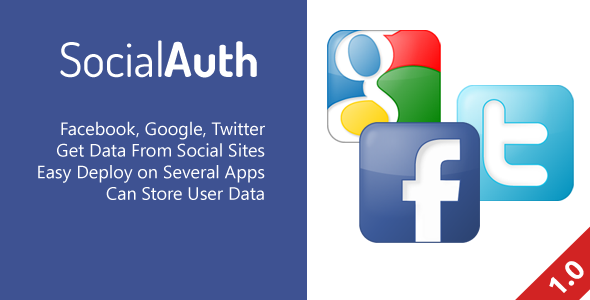 SocialAuth
Facebook, Google, Twitter
Get Data From Social Sites
Easy Deploy on Several Apps
Can Store User Data
g
t
f
1.0